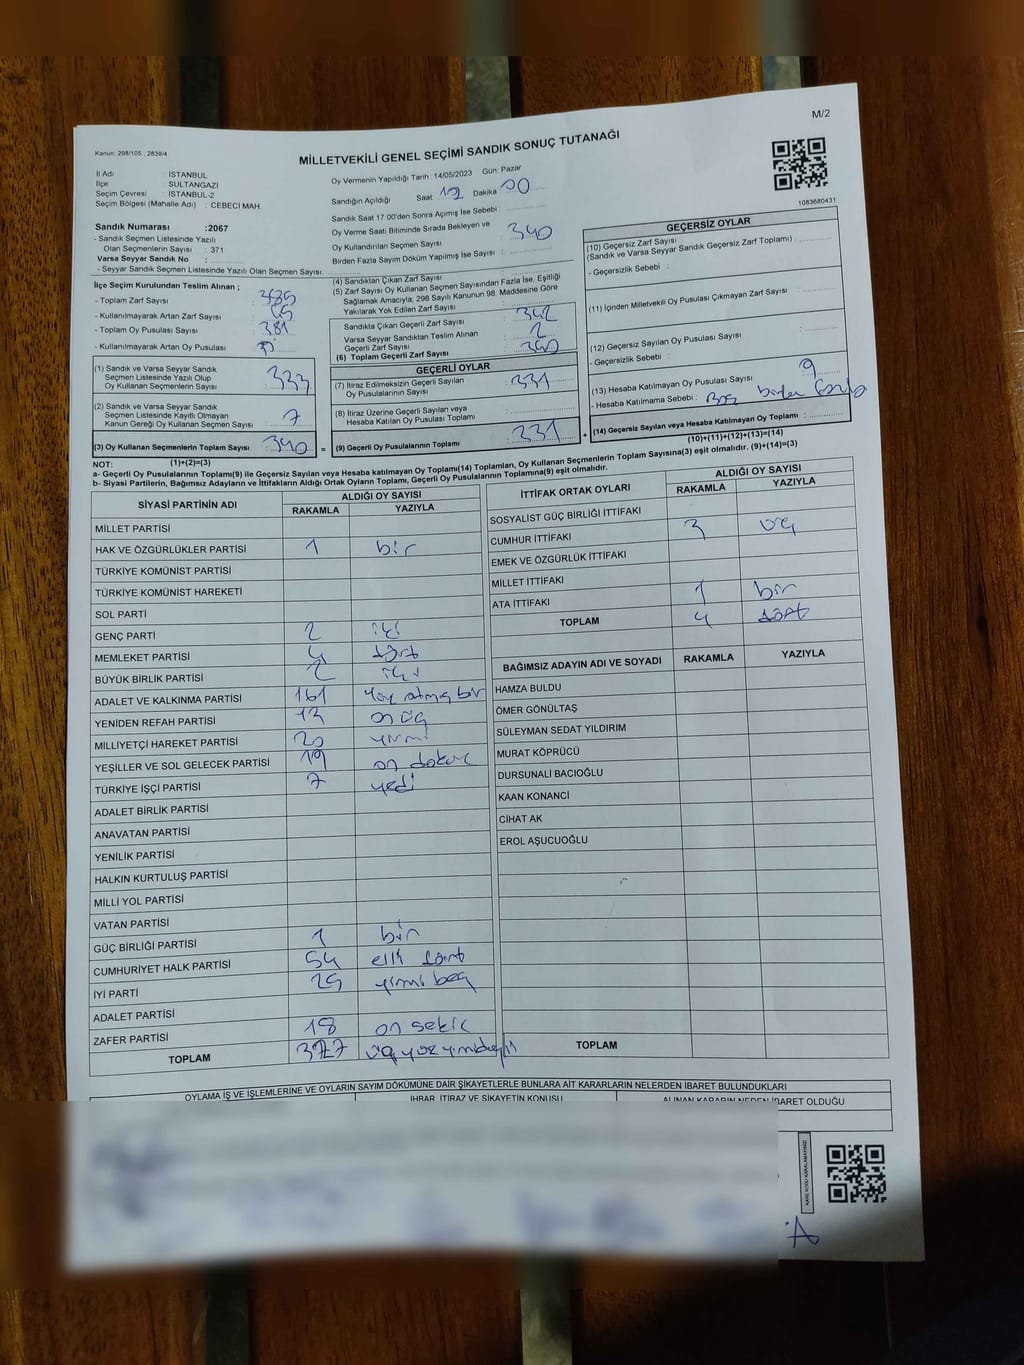 M/2
Kanun: 298/105 , 2839/4
MİLLETVEKİLİ GENEL SEÇİMİ SANDIK SONUÇ TUTANAĞI
İl Adı : İSTANBUL
İlçe : SULTANGAZİ
Seçim Çevresi : İSTANBUL-2
Seçim Bölgesi (Mahalle Adı) : CEBECİ MAH.
Oy Vermenin Yapıldığı Tarih : 14/05/2023 Gün: Pazar
Sandığın Açıldığı Saat: Dakika: 00
Sandık Saat 17:00'den Sonra Açılmış İse Sebebi :
Oy Verme Saati Bitiminde Sırada Bekleyen ve
Oy Kullandırılan Seçmen Sayısı : 340
Birden Fazla Sayım Döküm Yapılmış İse Sayısı :
1083680431
Sandık Numarası : 2067
- Sandık Seçmen Listesinde Yazılı
Olan Seçmenlerin Sayısı : 371
Varsa Seyyar Sandık No :
- Seyyar Sandık Seçmen Listesinde Yazılı Olan Seçmen Sayısı:
İlçe Seçim Kurulundan Teslim Alınan ;
- Toplam Zarf Sayısı : 385
- Kullanılmayarak Artan Zarf Sayısı :
- Toplam Oy Pusulası Sayısı : 381
- Kullanılmayarak Artan Oy Pusulası :
(1) Sandık ve Varsa Seyyar Sandık
Seçmen Listesinde Yazılı Olup
Oy Kullanan Seçmenlerin Sayısı : 333
(2) Sandık ve Varsa Seyyar Sandık
Seçmen Listesinde Kayıtlı Olmayan
Kanun Gereği Oy Kullanan Seçmen Sayısı : 7
(3) Oy Kullanan Seçmenlerin Toplam Sayısı : 340
(1)+(2)=(3)
(4) Sandıktan Çıkan Zarf Sayısı :
(5) Zarf Sayısı Oy Kullanan Seçmen Sayısından Fazla İse, Eşitliği
Sağlamak Amacıyla, 298 Sayılı Kanunun 98. Maddesine Göre
Yakılarak Yok Edilen Zarf Sayısı :
Sandıkta Çıkan Geçerli Zarf Sayısı : 342
Varsa Seyyar Sandıktan Teslim Alınan
Geçerli Zarf Sayısı : 2
(6) Toplam Geçerli Zarf Sayısı : 340
GEÇERLİ OYLAR
(7) İtiraz Edilmeksizin Geçerli Sayılan
Oy Pusulalarının Sayısı : 331
(8) İtiraz Üzerine Geçerli Sayılan veya
Hesaba Katılan Oy Pusulası Toplamı :
= (9) Geçerli Oy Pusulalarının Toplamı : 331 +
GEÇERSİZ OYLAR
(10) Geçersiz Zarf Sayısı
(Sandık ve Varsa Seyyar Sandık Geçersiz Zarf Toplamı) :
- Geçersizlik Sebebi :
(11) İçinden Milletvekili Oy Pusulası Çıkmayan Zarf Sayısı :
(12) Geçersiz Sayılan Oy Pusulası Sayısı :
- Geçersizlik Sebebi :
(13) Hesaba Katılmayan Oy Pusulası Sayısı : 9
- Hesaba Katılmama Sebebi : birden fazla
(14) Geçersiz Sayılan veya Hesaba Katılmayan Oy Toplamı :
(10)+(11)+(12)+(13)=(14)
NOT:
a- Geçerli Oy Pusulalarının Toplamı(9) ile Geçersiz Sayılan veya Hesaba katılmayan Oy Toplamı(14) Toplamları, Oy Kullanan Seçmenlerin Toplam Sayısına(3) eşit olmalıdır. (9)+(14)=(3)
b- Siyasi Partilerin, Bağımsız Adayların ve İttifakların Aldığı Ortak Oyların Toplamı, Geçerli Oy Pusulalarının Toplamına(9) eşit olmalıdır.
SİYASİ PARTİNİN ADI ALDIĞI OY SAYISI
RAKAMLA YAZIYLA
MİLLET PARTİSİ
HAK VE ÖZGÜRLÜKLER PARTİSİ 1 bir
TÜRKİYE KOMÜNİST PARTİSİ
TÜRKİYE KOMÜNİST HAREKETİ
SOL PARTİ
GENÇ PARTİ 2 iki
MEMLEKET PARTİSİ 4 dört
BÜYÜK BİRLİK PARTİSİ 2 iki
ADALET VE KALKINMA PARTİSİ 161 yüz atmış bir
YENİDEN REFAH PARTİSİ 13 on üç
MİLLİYETÇİ HAREKET PARTİSİ 20 yirmi
YEŞİLLER VE SOL GELECEK PARTİSİ 19 on dokuz
TÜRKİYE İŞÇİ PARTİSİ 7 yedi
ADALET BİRLİK PARTİSİ
ANAVATAN PARTİSİ
YENİLİK PARTİSİ
HALKIN KURTULUŞ PARTİSİ
MİLLİ YOL PARTİSİ
VATAN PARTİSİ
GÜÇ BİRLİĞİ PARTİSİ 1 bir
CUMHURİYET HALK PARTİSİ 54 elli dört
İYİ PARTİ 25 yirmi beş
ADALET PARTİSİ
ZAFER PARTİSİ 18 on sekiz
TOPLAM 327 üç yüz yirmi yedi
İTTİFAK ORTAK OYLARI ALDIĞI OY SAYISI
RAKAMLA YAZIYLA
SOSYALİST GÜÇ BİRLİĞİ İTTİFAKI
CUMHUR İTTİFAKI 3 üç
EMEK VE ÖZGÜRLÜK İTTİFAKI
MİLLET İTTİFAKI
ATA İTTİFAKI 1 bir
TOPLAM 4 dört
BAĞIMSIZ ADAYIN ADI VE SOYADI RAKAMLA YAZIYLA
HAMZA BULDU
ÖMER GÖNÜLTAŞ
SÜLEYMAN SEDAT YILDIRIM
MURAT KÖPRÜCÜ
DURSUNALİ BACIOĞLU
KAAN KONANCİ
CİHAT AK
EROL AŞUCUOĞLU
TOPLAM
OYLAMA İŞ VE İŞLEMLERİNE VE OYLARIN SAYIM DÖKÜMÜNE DAİR ŞİKAYETLERLE BUNLARA AİT KARARLARIN NELERDEN İBARET BULUNDUKLARI
İHBAR, İTİRAZ VE ŞİKAYETİN KONUSU ALINAN KARARIN NEDEN İBARET OLDUĞU
KARE KODU KARALAMAYINIZ!